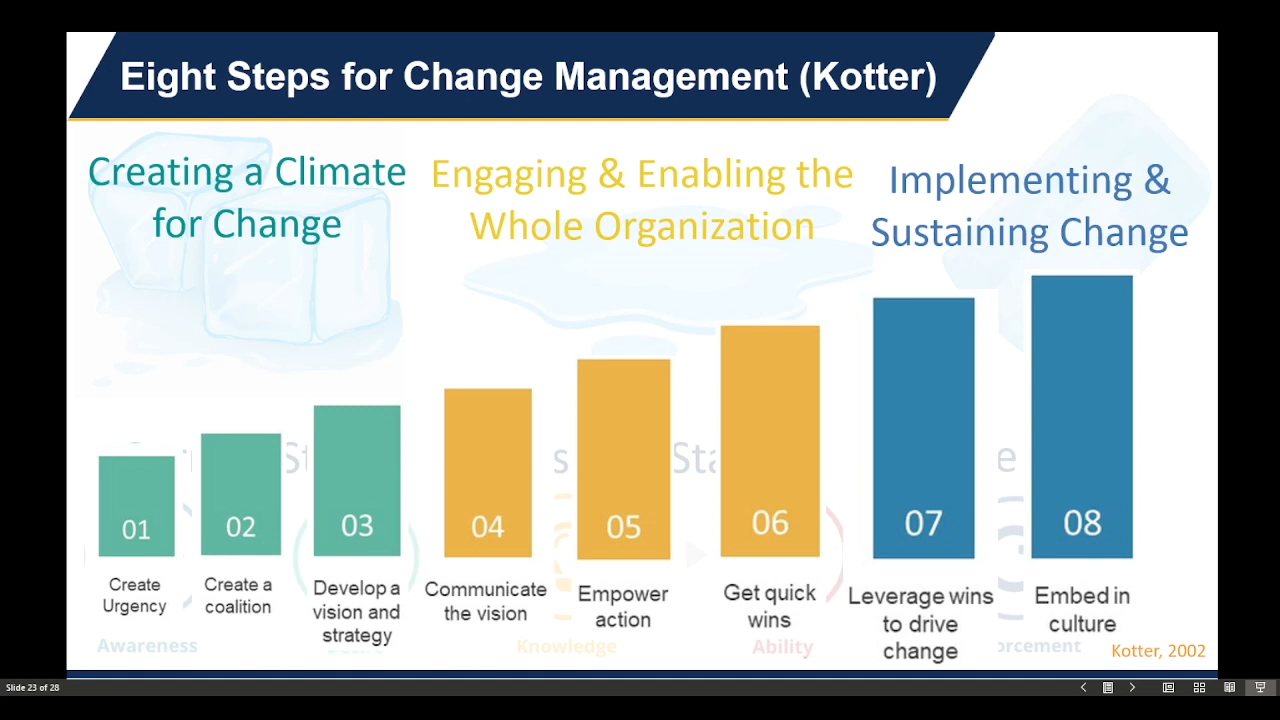 Eight Steps for Change Management (Kotter)
Creating a Climate
for Change
Engaging & Enabling the
Whole Organization
Implementing &
Sustaining Change
01
02
03
04
05
06
07
08
Create
Urgency
Create a
coalition
Develop a
vision and
strategy
Communicate
the vision
Empower
action
Get quick
wins
Leverage wins
to drive
change
Embed in
culture
Awareness
Knowledge
Ability
Kotter, 2002
Slide 23 of 28